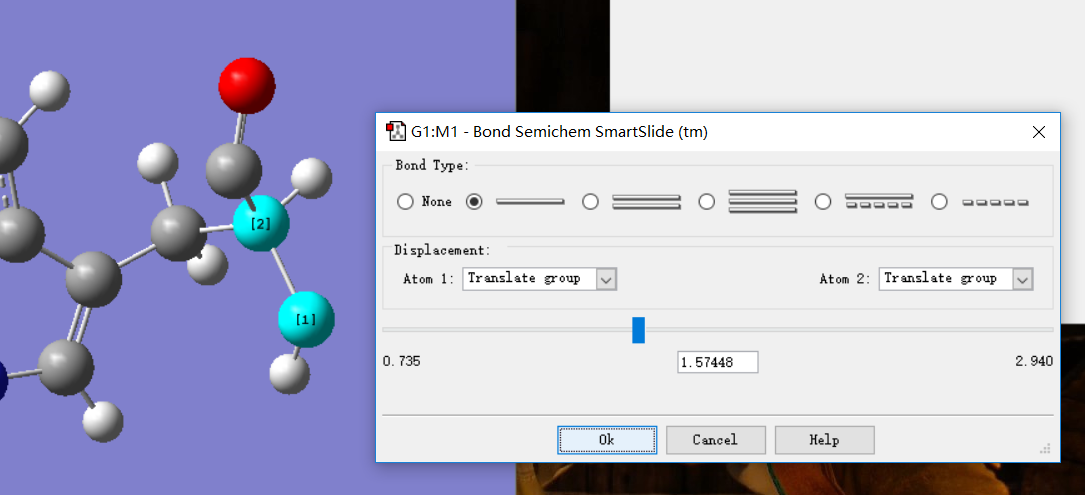 G1:M1 - Bond Semichem SmartSlide (tm)
Bond Type:
None
[2]
Displacement:
Atom 1: Translate group
Atom 2: Translate group
[1]
0.735
1.57448
2.940
Ok
Cancel
Help